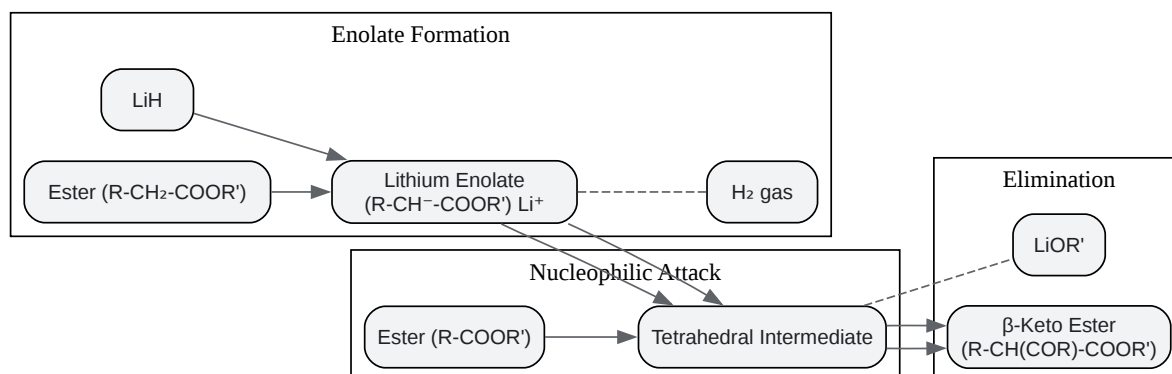 Enolate Formation
LiH
Ester (R-CH₂-COOR')
Lithium Enolate
(R-CH⁻-COOR') Li⁺
H₂ gas
Elimination
LiOR'
Nucleophilic Attack
Ester (R-COOR')
Tetrahedral Intermediate
β-Keto Ester
(R-CH(COR)-COOR')